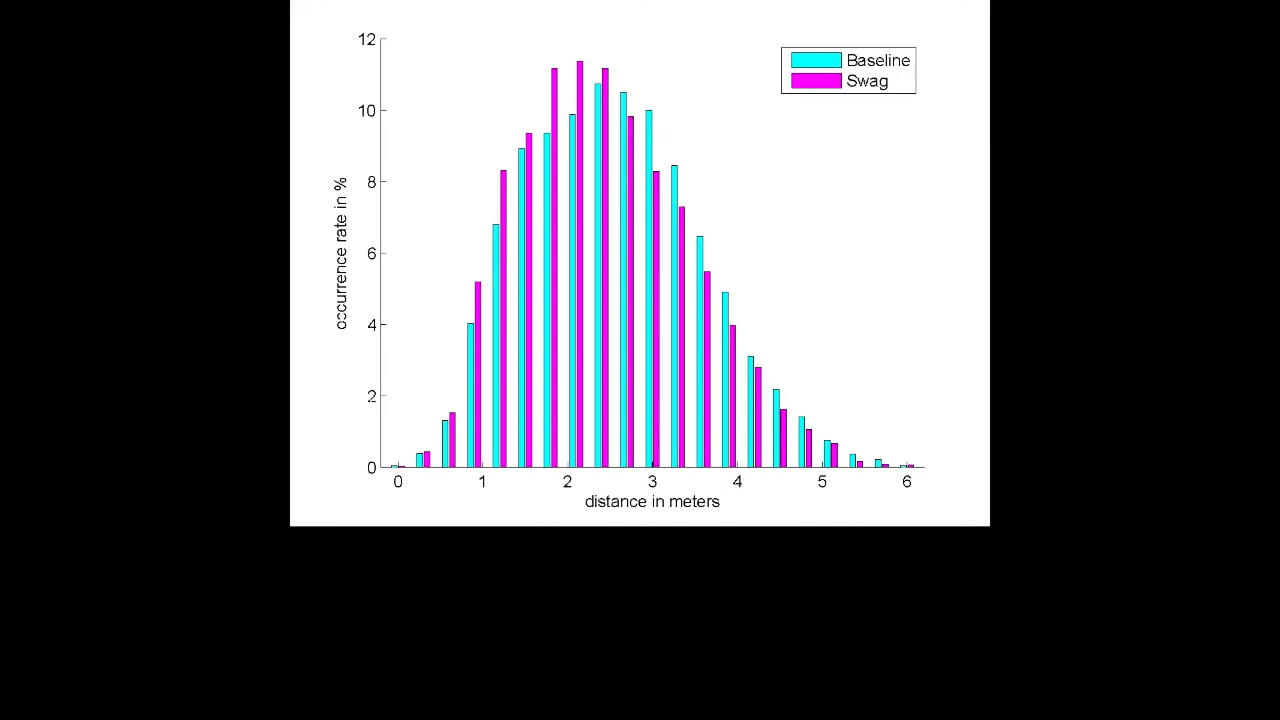 12
Baseline
Swag
10
8
6
4
2
0
occurrence rate in %
0 1 2 3 4 5 6
distance in meters